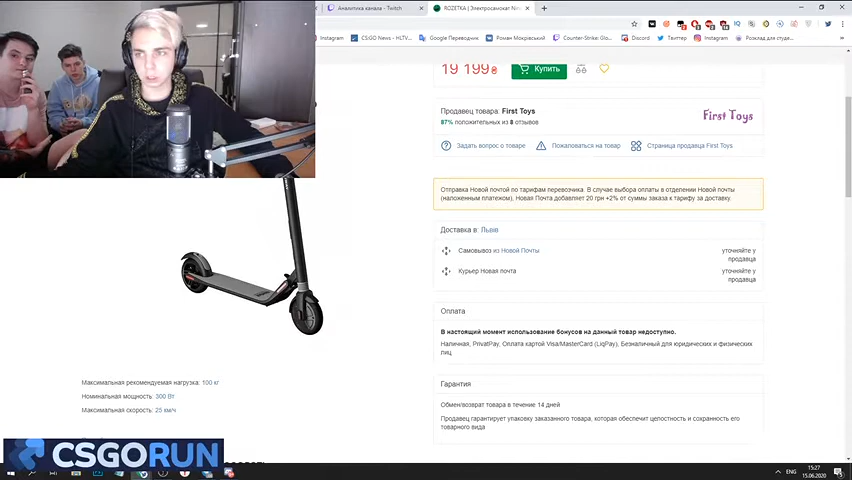 Аналитика канала - Twitch
ROZETKA | Электросамокат Nin
Instagram
CSGO News - HLTV...
Google Переводчик
Роман Мокрівський
Counter-Strike: Glo...
Discord
Твиттер
Instagram
Розклад для студе...
19 199₴
Купить
Продавец товара: First Toys
87% положительных из 8 отзывов
First Toys
Задать вопрос о товаре
Пожаловаться на товар
Страница продавца First Toys
Отправка Новой почтой по тарифам перевозчика. В случае выбора оплаты в отделении Новой почты
(наложенным платежом), Новая Почта добавляет 20 грн +2% от суммы заказа к тарифу за доставку.
Доставка в: Львів
Самовывоз из Новой Почты
уточняйте у
продавца
Курьер Новая почта
уточняйте у
продавца
Оплата
В настоящий момент использование бонусов на данный товар недоступно.
Наличная, PrivatPay, Оплата картой Visa/MasterCard (LiqPay), Безналичный для юридических и физических
лиц
Гарантия
Обмен/возврат товара в течение 14 дней
Продавец гарантирует упаковку заказанного товара, которая обеспечит целостность и сохранность его
товарного вида
Максимальная рекомендуемая нагрузка: 100 кг
Номинальная мощность: 300 Вт
Максимальная скорость: 25 км/ч
CSGORUN
ENG
15:27
15.06.2020